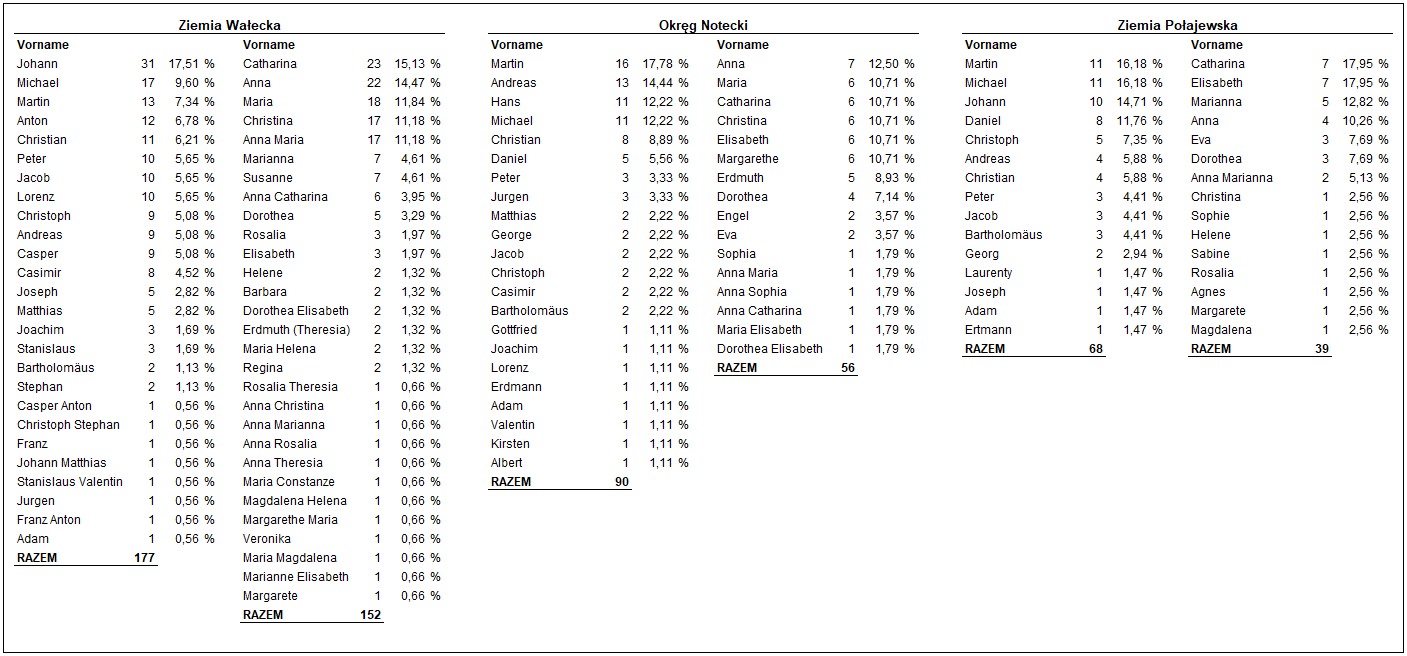 Ziemia Wałecka Okręg Notecki Ziemia Połajewska
Vorname Vorname Vorname Vorname Vorname Vorname
Johann 31 17,51 % Catharina 23 15,13 % Martin 16 17,78 % Anna 7 12,50 % Martin 11 16,18 % Catharina 7 17,95 %
Michael 17 9,60 % Anna 22 14,47 % Andreas 13 14,44 % Maria 6 10,71 % Michael 11 16,18 % Elisabeth 7 17,95 %
Martin 13 7,34 % Maria 18 11,84 % Hans 11 12,22 % Catharina 6 10,71 % Johann 10 14,71 % Marianna 5 12,82 %
Anton 12 6,78 % Christina 17 11,18 % Michael 11 12,22 % Christina 6 10,71 % Daniel 8 11,76 % Anna 4 10,26 %
Christian 11 6,21 % Anna Maria 17 11,18 % Christian 8 8,89 % Elisabeth 6 10,71 % Christoph 5 7,35 % Eva 3 7,69 %
Peter 10 5,65 % Marianna 7 4,61 % Daniel 5 5,56 % Margarethe 6 10,71 % Andreas 4 5,88 % Dorothea 3 7,69 %
Jacob 10 5,65 % Susanne 7 4,61 % Peter 3 3,33 % Erdmuth 5 8,93 % Christian 4 5,88 % Anna Marianna 2 5,13 %
Lorenz 10 5,65 % Anna Catharina 6 3,95 % Jurgen 3 3,33 % Dorothea 4 7,14 % Peter 3 4,41 % Christina 1 2,56 %
Christoph 9 5,08 % Dorothea 5 3,29 % Matthias 2 2,22 % Engel 2 3,57 % Jacob 3 4,41 % Sophie 1 2,56 %
Andreas 9 5,08 % Rosalia 3 1,97 % George 2 2,22 % Eva 2 3,57 % Bartholomäus 3 4,41 % Helene 1 2,56 %
Casper 9 5,08 % Elisabeth 3 1,97 % Jacob 2 2,22 % Sophia 1 1,79 % Georg 2 2,94 % Sabine 1 2,56 %
Casimir 8 4,52 % Helene 2 1,32 % Christoph 2 2,22 % Anna Maria 1 1,79 % Laurenty 1 1,47 % Rosalia 1 2,56 %
Joseph 5 2,82 % Barbara 2 1,32 % Casimir 2 2,22 % Anna Sophia 1 1,79 % Joseph 1 1,47 % Agnes 1 2,56 %
Matthias 5 2,82 % Dorothea Elisabeth 2 1,32 % Bartholomäus 2 2,22 % Anna Catharina 1 1,79 % Adam 1 1,47 % Margarete 1 2,56 %
Joachim 3 1,69 % Erdmuth (Theresia) 2 1,32 % Gottfried 1 1,11 % Maria Elisabeth 1 1,79 % Ertmann 1 1,47 % Magdalena 1 2,56 %
Stanislaus 3 1,69 % Maria Helena 2 1,32 % Joachim 1 1,11 % Dorothea Elisabeth 1 1,79 % RAZEM 68 RAZEM 39
Bartholomäus 2 1,13 % Regina 2 1,32 % Lorenz 1 1,11 % RAZEM 56
Stephan 2 1,13 % Rosalia Theresia 1 0,66 % Erdmann 1 1,11 %
Casper Anton 1 0,56 % Anna Christina 1 0,66 % Adam 1 1,11 %
Christoph Stephan 1 0,56 % Anna Marianna 1 0,66 % Valentin 1 1,11 %
Franz 1 0,56 % Anna Rosalia 1 0,66 % Kirsten 1 1,11 %
Johann Matthias 1 0,56 % Anna Theresia 1 0,66 % Albert 1 1,11 %
Stanislaus Valentin 1 0,56 % Maria Constanze 1 0,66 % RAZEM 90
Jurgen 1 0,56 % Magdalena Helena 1 0,66 %
Franz Anton 1 0,56 % Margarethe Maria 1 0,66 %
Adam 1 0,56 % Veronika 1 0,66 %
RAZEM 177 Maria Magdalena 1 0,66 %
Marianne Elisabeth 1 0,66 %
Margarete 1 0,66 %
RAZEM 152